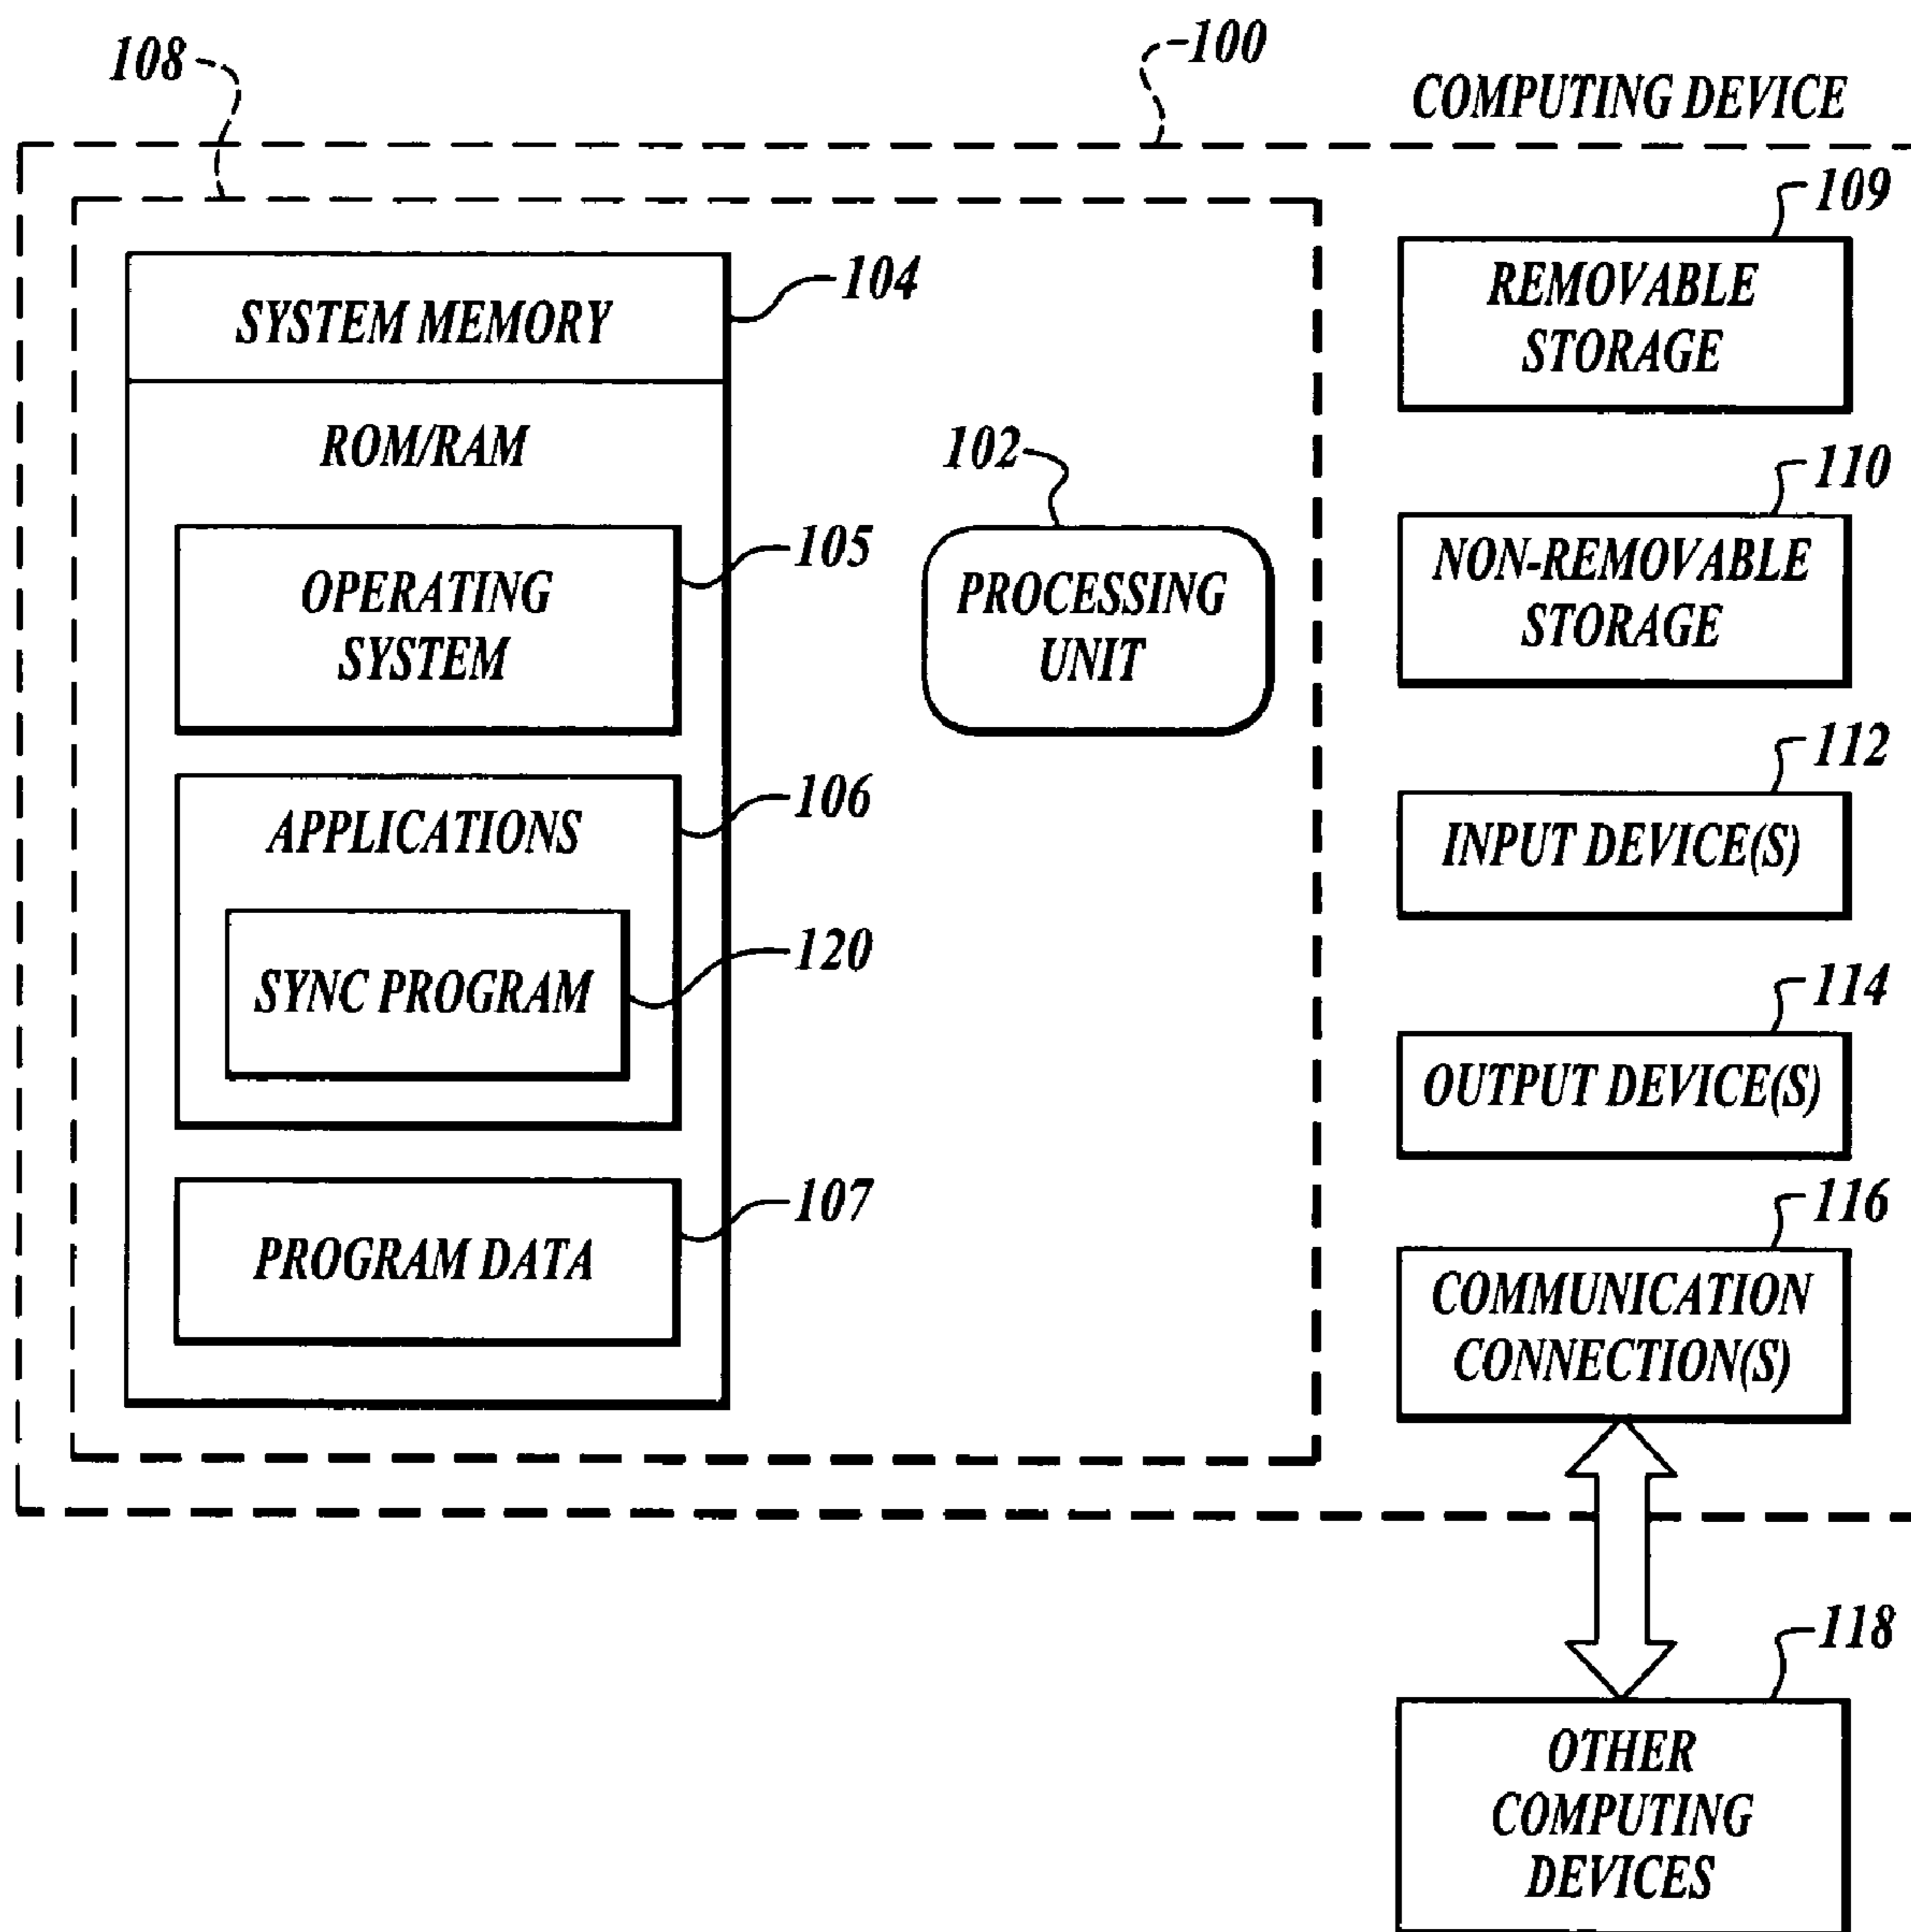 108
100
COMPUTING DEVICE
SYSTEM MEMORY
104
ROM/RAM
OPERATING
SYSTEM
105
APPLICATIONS
106
SYNC PROGRAM
120
PROGRAM DATA
107
102
PROCESSING
UNIT
109
REMOVABLE
STORAGE
110
NON-REMOVABLE
STORAGE
112
INPUT DEVICE(S)
114
OUTPUT DEVICE(S)
116
COMMUNICATION
CONNECTION(S)
118
OTHER
COMPUTING
DEVICES